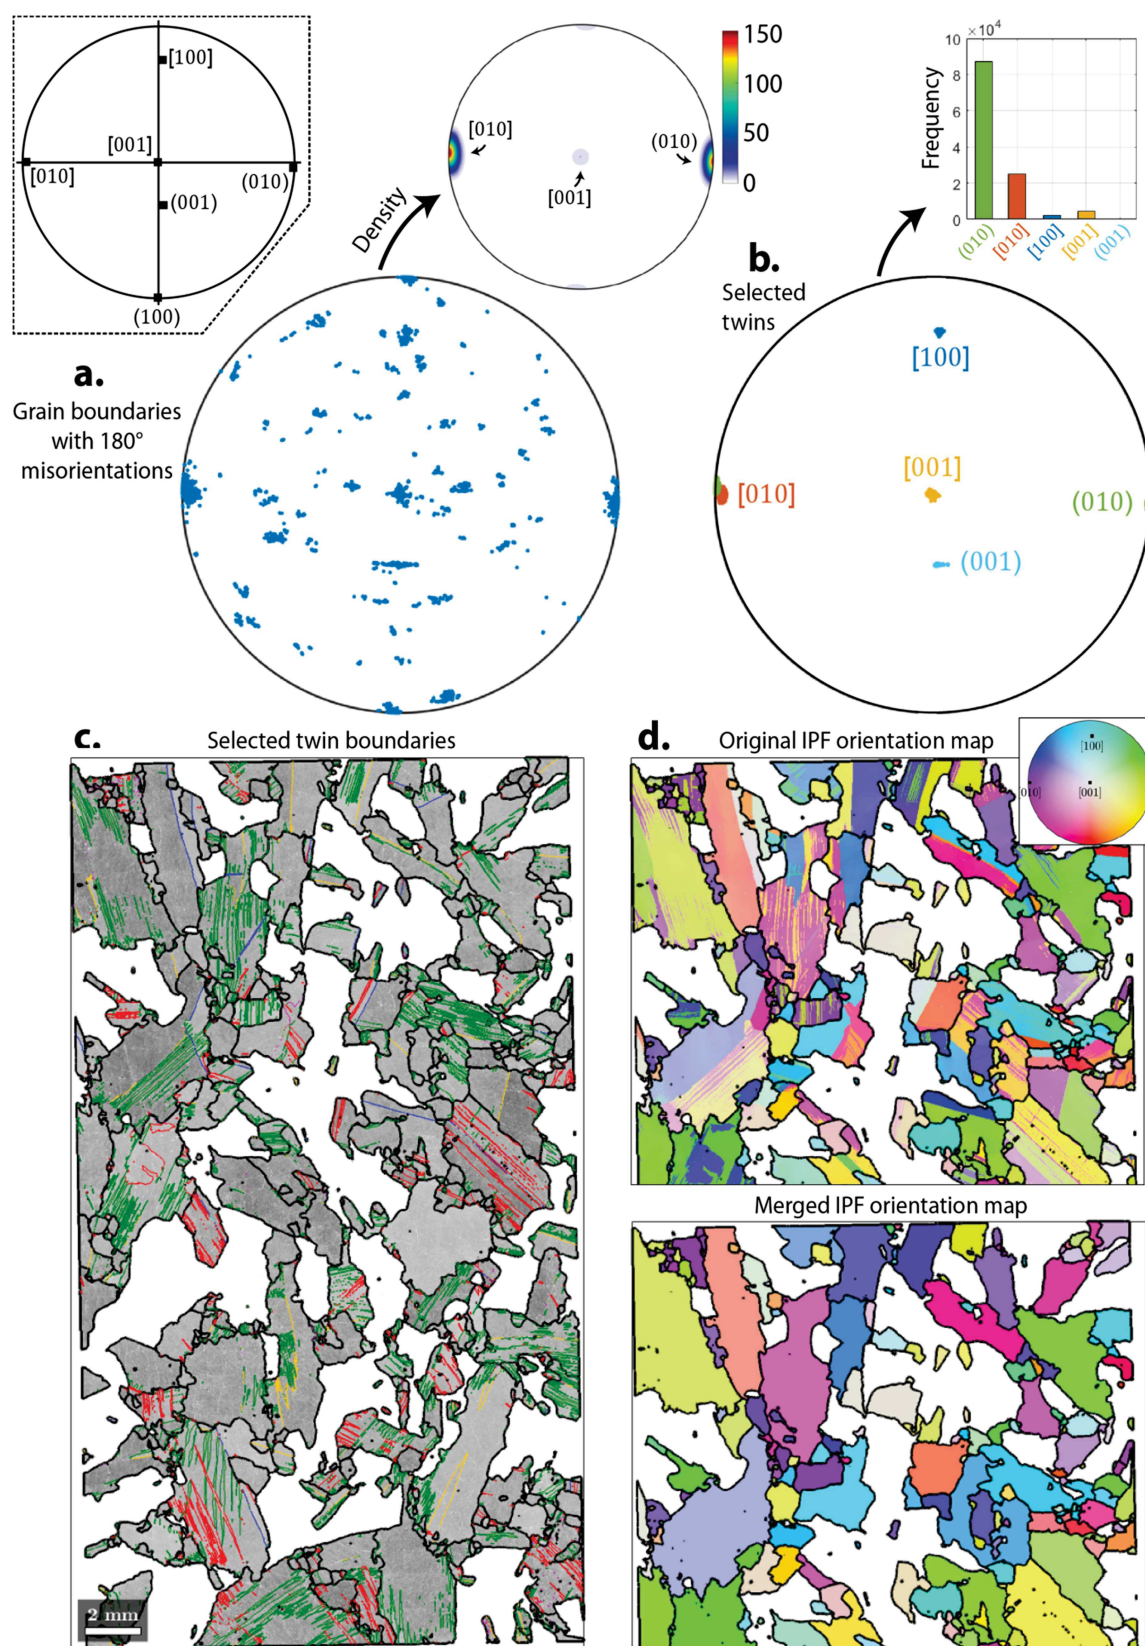 [100]
[001]
[010]
(010)
(001)
(100)
[010]
(010)
[001]
150
100
50
0
Density
×10⁴
10
8
6
4
2
0
Frequency
(010)
[010]
[100]
[001]
(001)
a.
Grain boundaries
with 180°
misorientations
b.
Selected
twins
[100]
[001]
[010]
(010)
(001)
c.
Selected twin boundaries
2 mm
d.
Original IPF orientation map
[100]
010]
[001]
Merged IPF orientation map